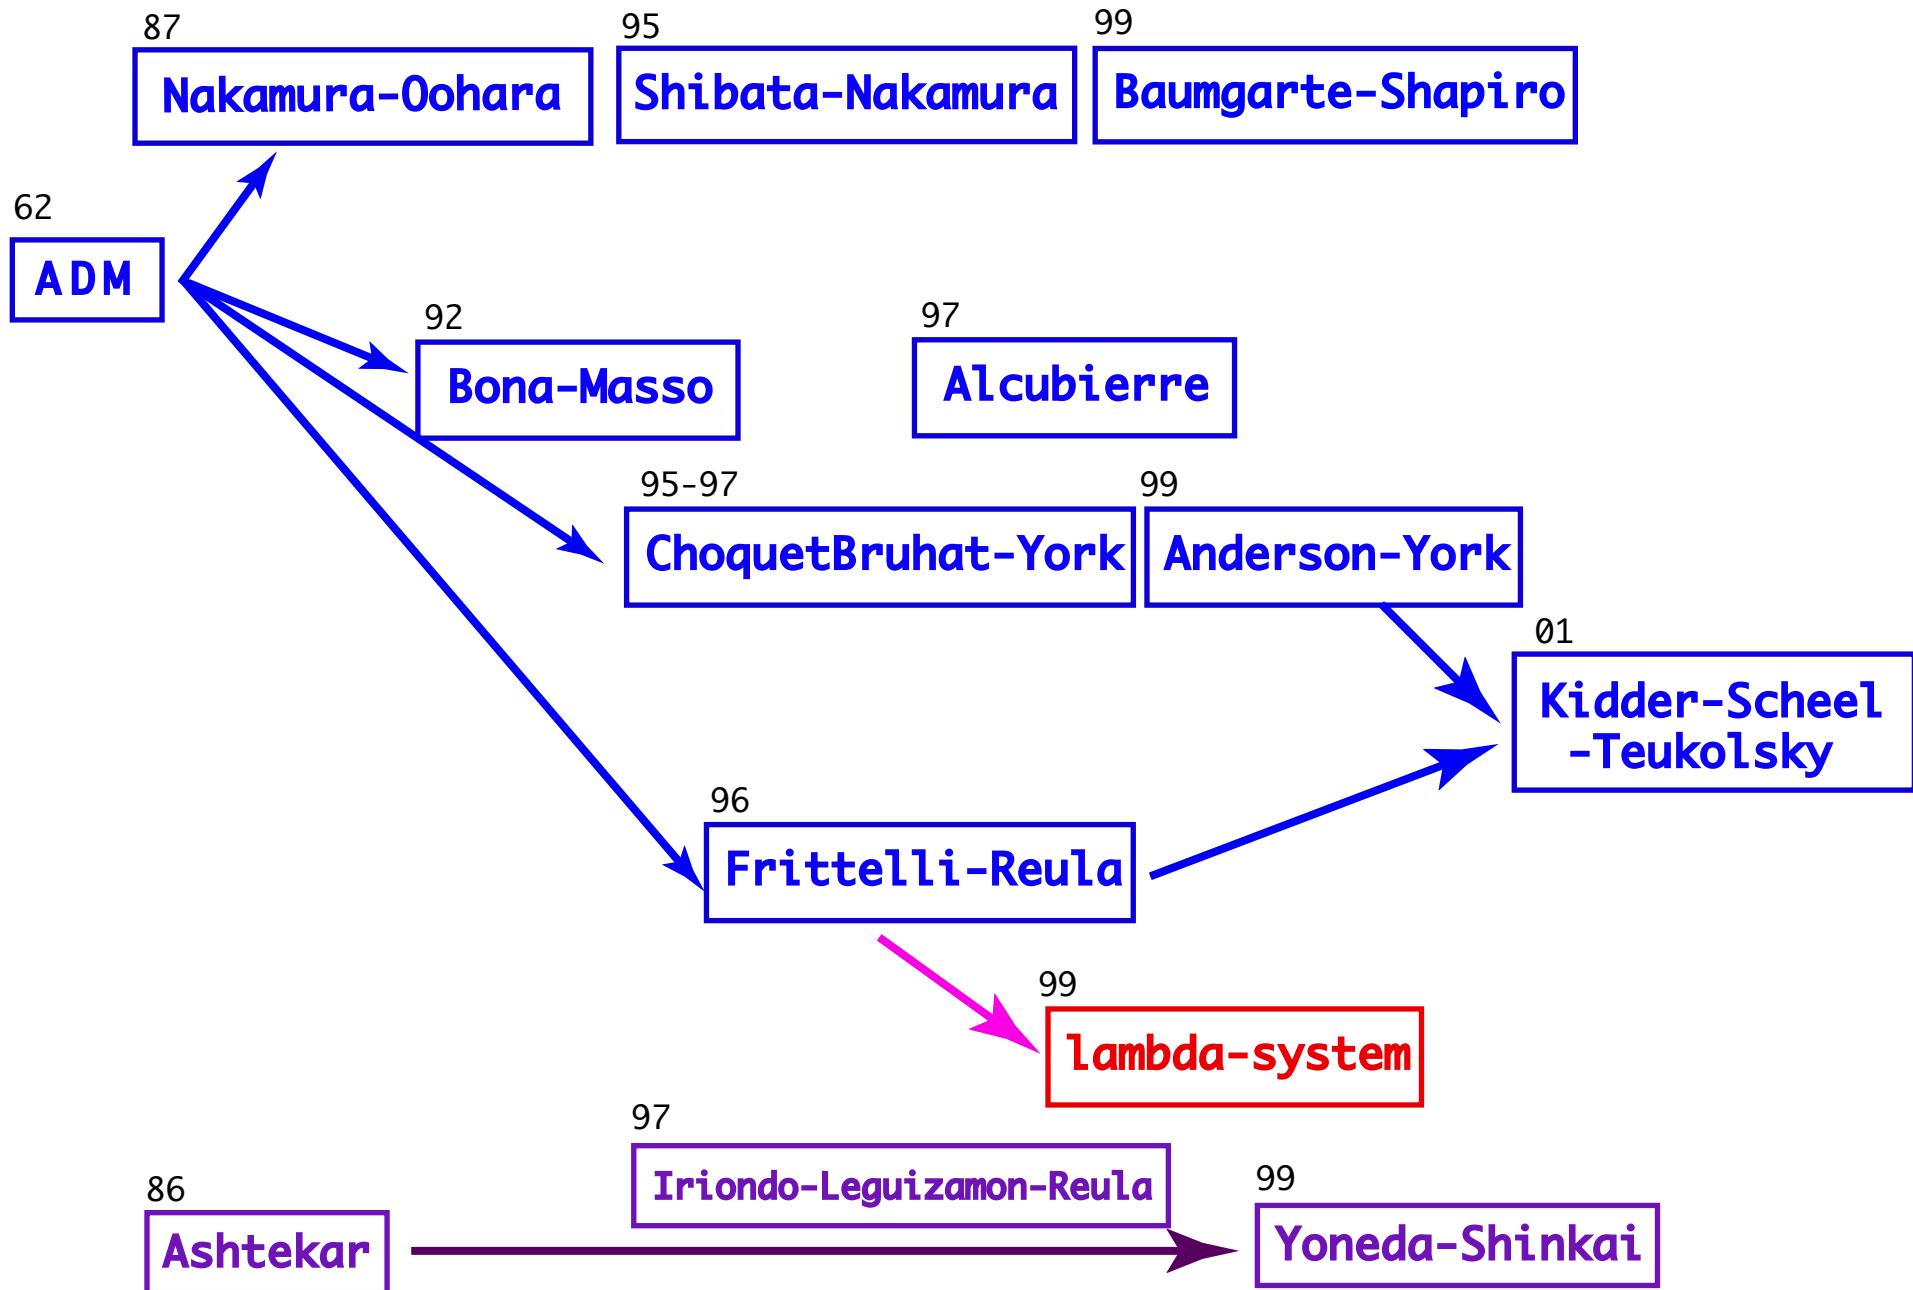 87
Nakamura-Oohara
95
Shibata-Nakamura
99
Baumgarte-Shapiro
62
ADM
92
Bona-Masso
97
Alcubierre
95-97
ChoquetBruhat-York
99
Anderson-York
01
Kidder-Scheel
-Teukolsky
96
Frittelli-Reula
99
lambda-system
97
Iriondo-Leguizamon-Reula
86
Ashtekar
99
Yoneda-Shinkai